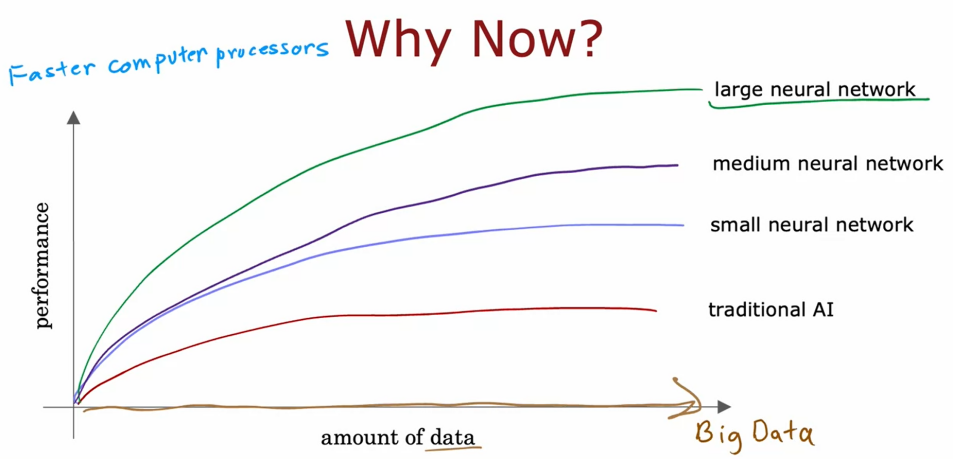 Why Now?
Faster computer processors
large neural network
medium neural network
small neural network
traditional AI
performance
amount of data
Big Data